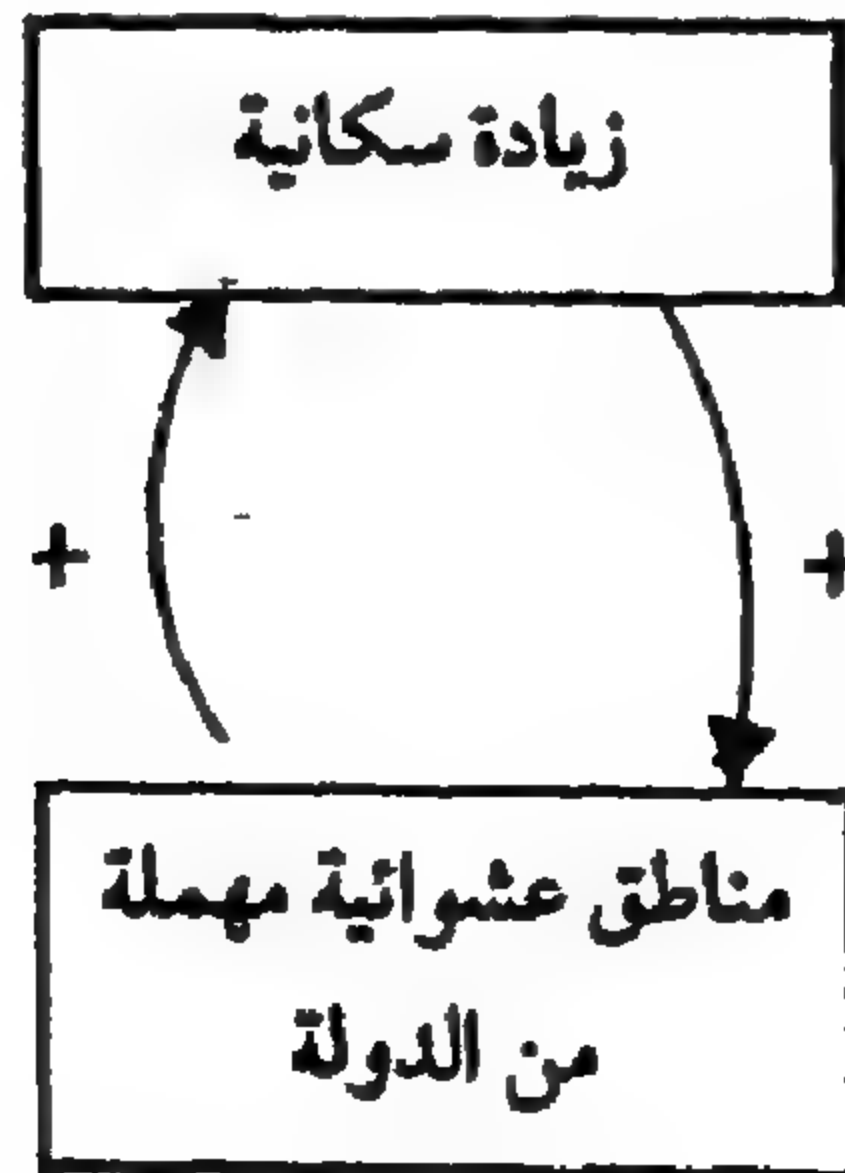 زيادة سكانية
+
+
مناطق عشوائية مهملة
من الدولة